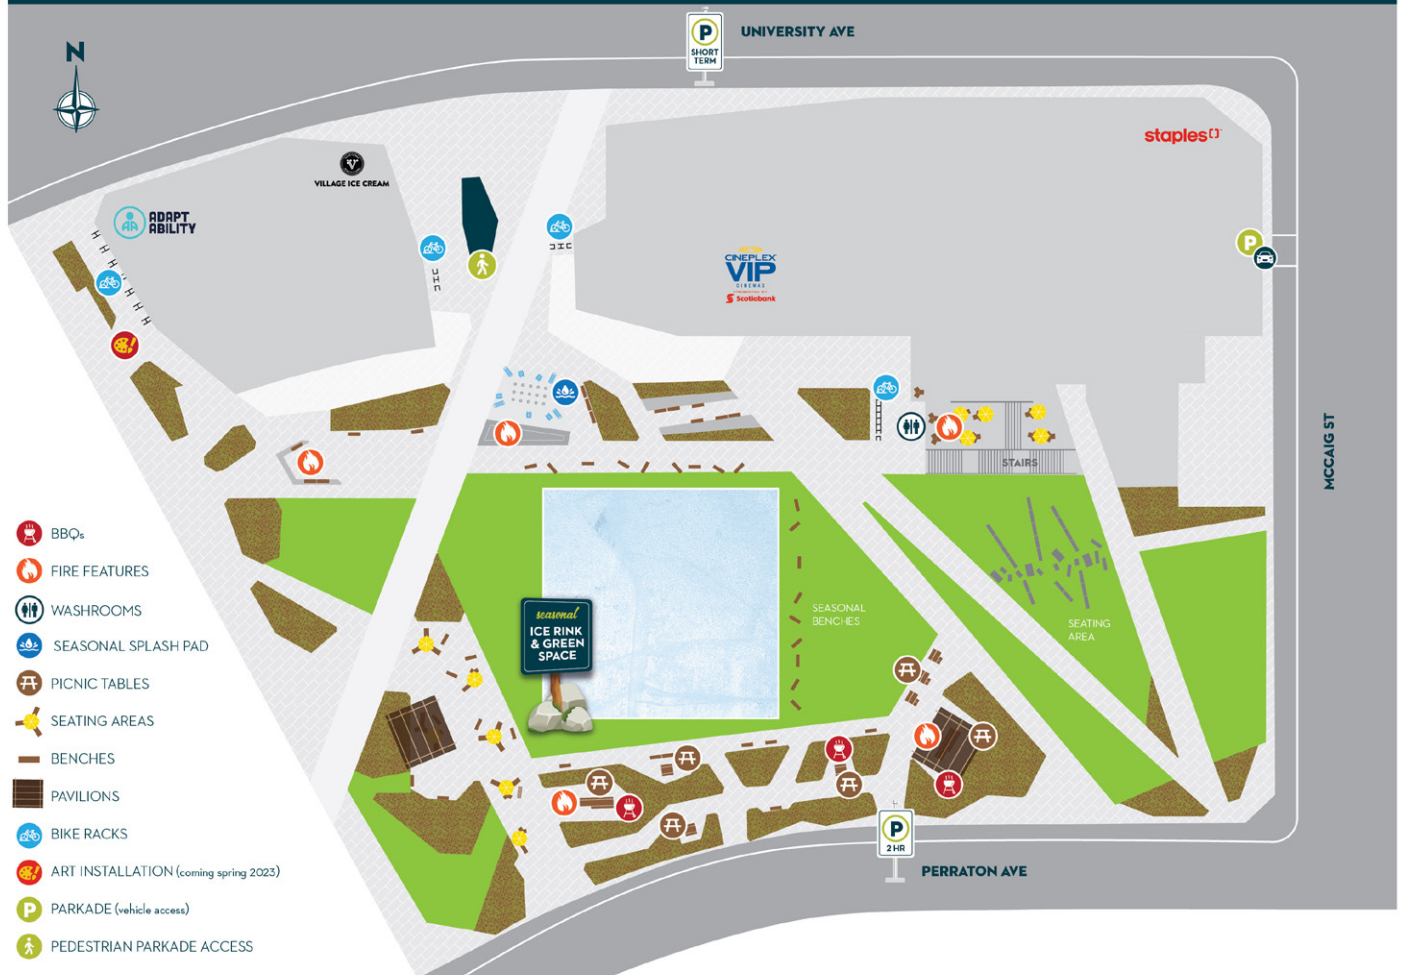 UNIVERSITY AVE
P
SHORT
TERM
N
staples
VILLAGE ICE CREAM
ADAPT
ABILITY
P
CINEPLEX
VIP
CINEMAS
Scotiabank
MCCAIG ST
STAIRS
BBQs
FIRE FEATURES
WASHROOMS
SEASONAL SPLASH PAD
PICNIC TABLES
SEATING AREAS
BENCHES
PAVILIONS
BIKE RACKS
ART INSTALLATION (coming spring 2023)
P PARKADE (vehicle access)
PEDESTRIAN PARKADE ACCESS
seasonal
ICE RINK
& GREEN
SPACE
SEASONAL
BENCHES
SEATING
AREA
P
2 HR
PERRATON AVE